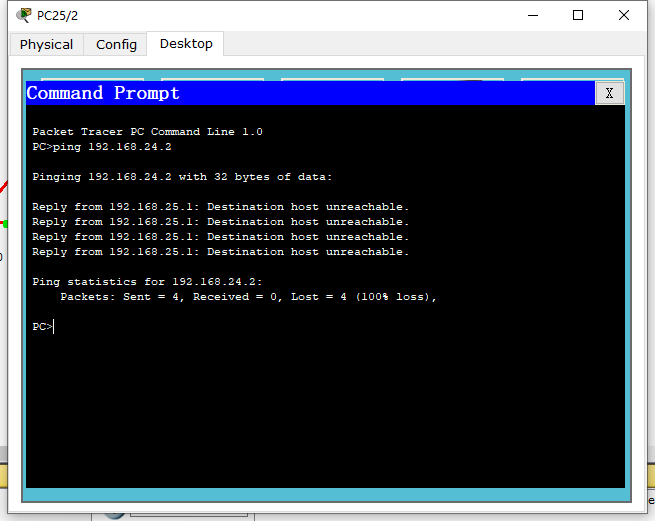 PC25/2
Physical Config Desktop
Command Prompt
X
Packet Tracer PC Command Line 1.0
PC>ping 192.168.24.2
Pinging 192.168.24.2 with 32 bytes of data:
Reply from 192.168.25.1: Destination host unreachable.
Reply from 192.168.25.1: Destination host unreachable.
Reply from 192.168.25.1: Destination host unreachable.
Reply from 192.168.25.1: Destination host unreachable.
Ping statistics for 192.168.24.2:
Packets: Sent = 4, Received = 0, Lost = 4 (100% loss),
PC>